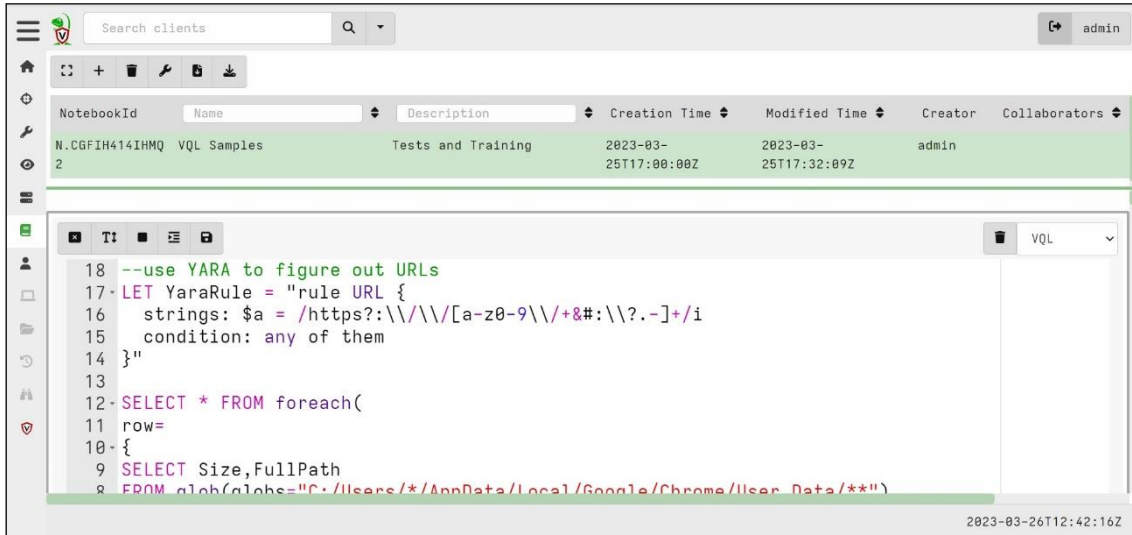 Search clients
admin
NotebookId Name Description Creation Time Modified Time Creator Collaborators
N.CGFIH414IHMQ VQL Samples Tests and Training 2023-03- 2023-03- admin
2 25T17:00:00Z 25T17:32:09Z
VQL
18 --use YARA to figure out URLs
17 LET YaraRule = "rule URL {
16 strings: $a = /https?:\\/\\/[a-z0-9\\/+&#:\\?.-]+/i
15 condition: any of them
14 }"
13
12 SELECT * FROM foreach(
11 row=
10 {
9 SELECT Size,FullPath
8 FROM glob(globs="C:/Users/*/AppData/Local/Google/Chrome/User Data/**")
2023-03-26T12:42:16Z